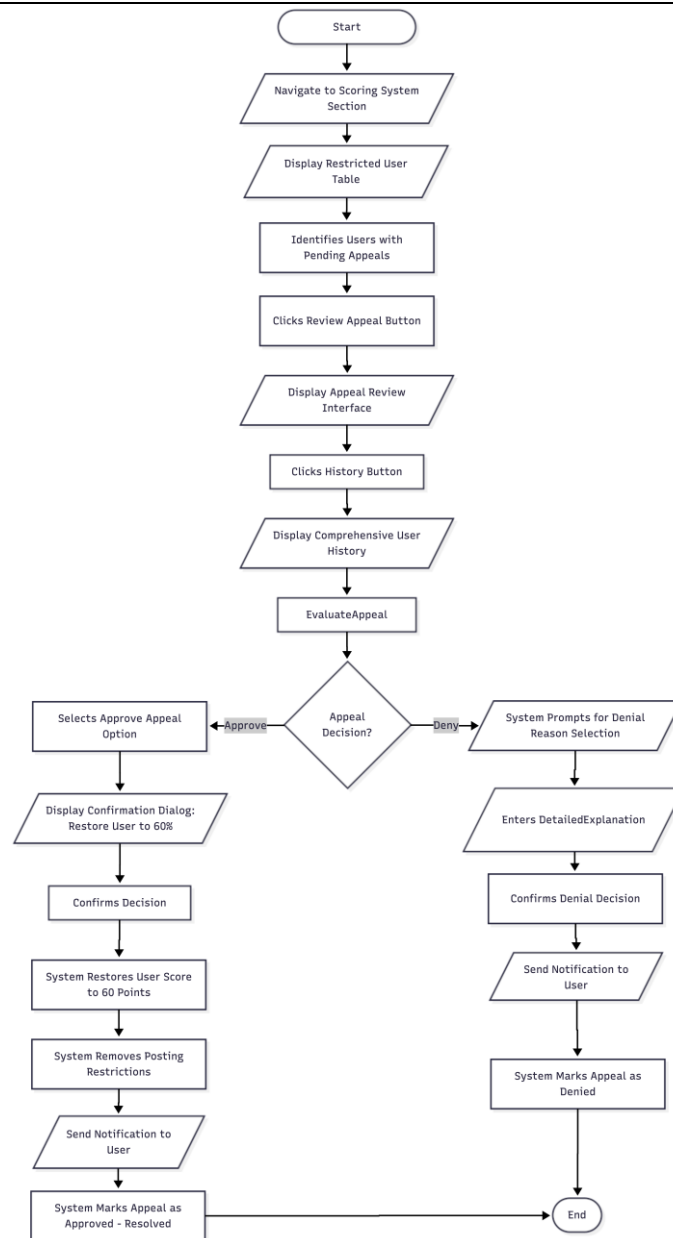 Start
Navigate to Scoring System
Section
Display Restricted User
Table
Identifies Users with
Pending Appeals
Clicks Review Appeal Button
Display Appeal Review
Interface
Clicks History Button
Display Comprehensive User
History
EvaluateAppeal
Appeal
Decision?
Approve
Deny
Selects Approve Appeal
Option
Display Confirmation Dialog:
Restore User to 60%
Confirms Decision
System Restores User Score
to 60 Points
System Removes Posting
Restrictions
Send Notification to
User
System Marks Appeal as
Approved - Resolved
System Prompts for Denial
Reason Selection
Enters DetailedExplanation
Confirms Denial Decision
Send Notification to
User
System Marks Appeal as
Denied
End